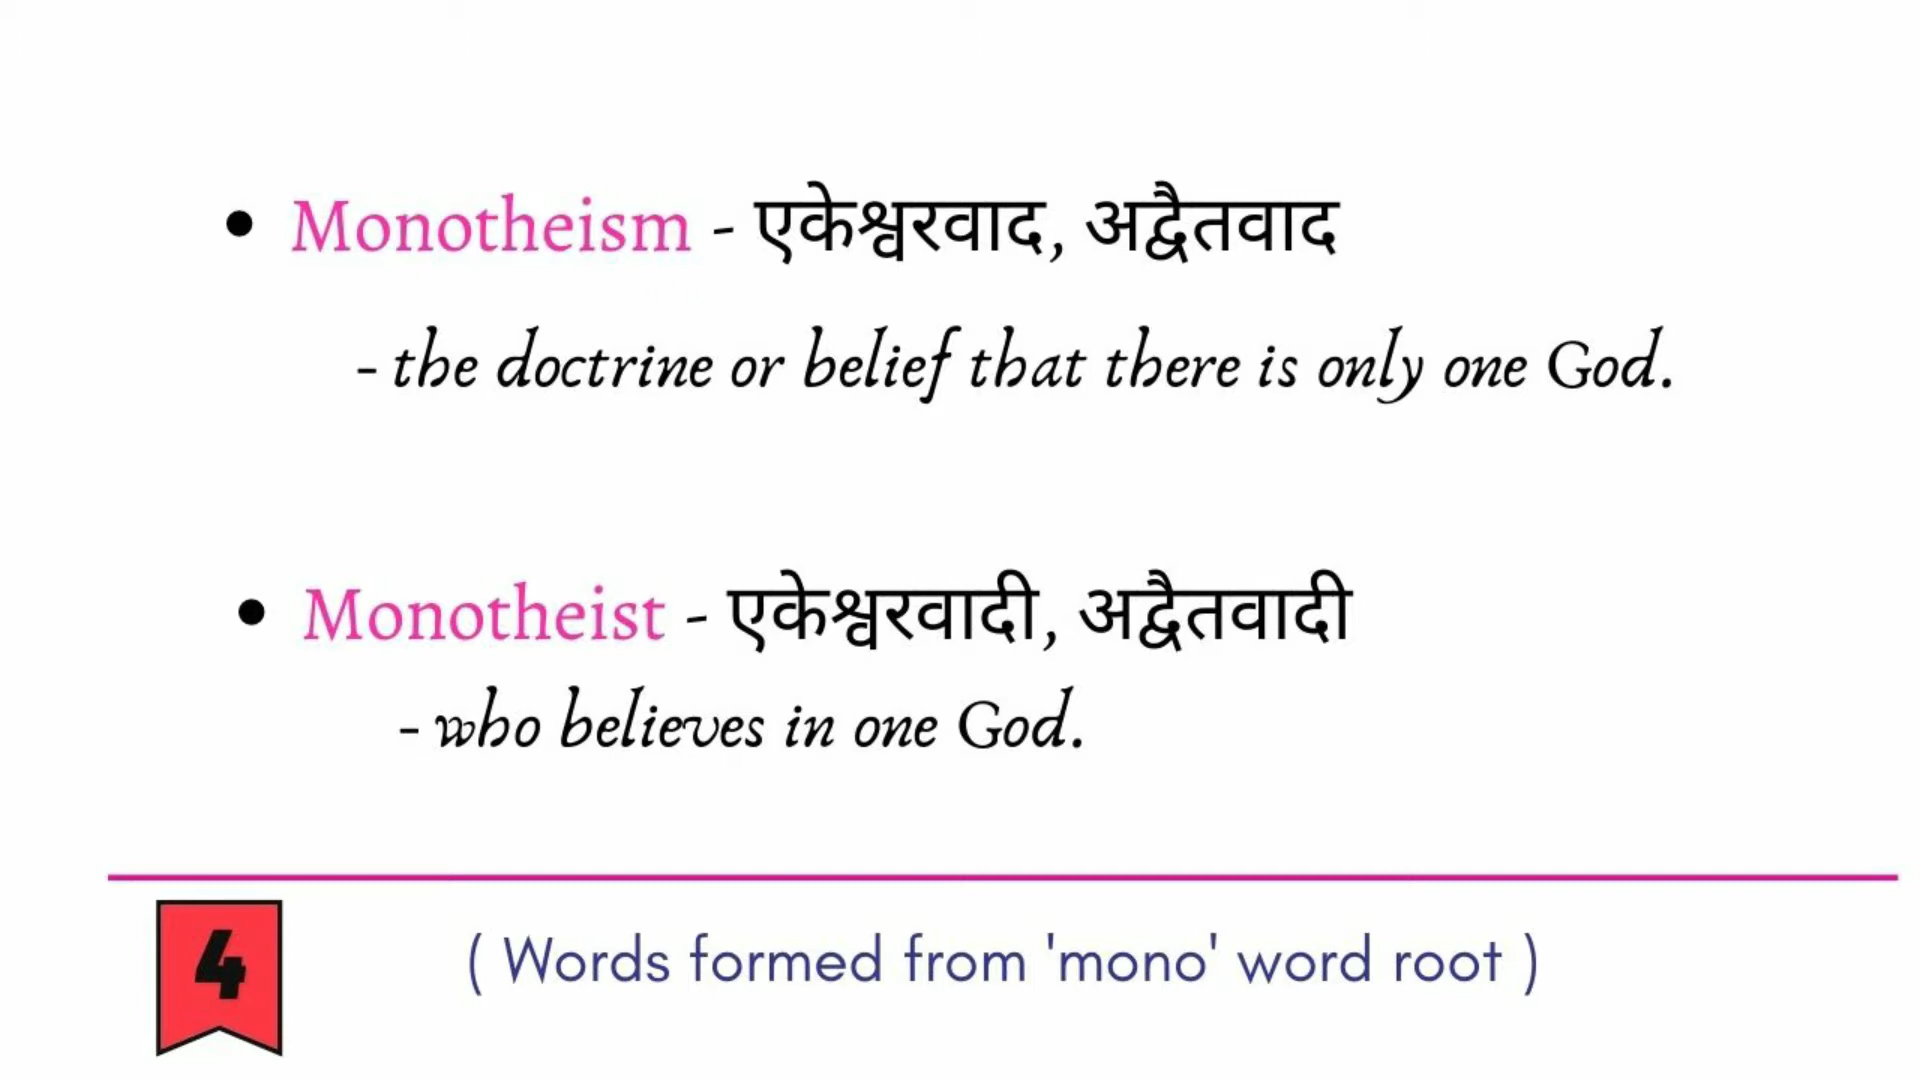 • Monotheism - एकेश्वरवाद, अद्वैतवाद
- the doctrine or belief that there is only one God.
• Monotheist - एकेश्वरवादी, अद्वैतवादी
- who believes in one God.
4
( Words formed from 'mono' word root )